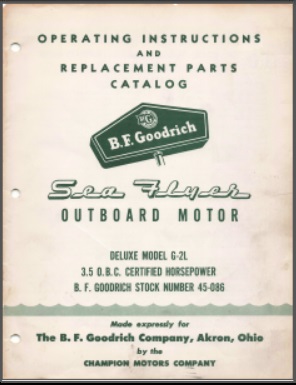 OPERATING INSTRUCTIONS
AND
REPLACEMENT PARTS
CATALOG
B.F. Goodrich
Sea Flyer
OUTBOARD MOTOR
DELUXE MODEL G-2L
3.5 O.B.C. CERTIFIED HORSEPOWER
B. F. GOODRICH STOCK NUMBER 45-086
Made expressly for
The B. F. Goodrich Company, Akron, Ohio
by the
CHAMPION MOTORS COMPANY